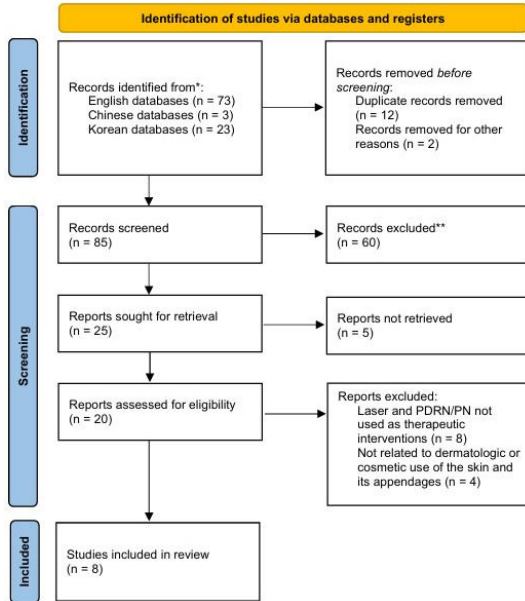 Identification of studies via databases and registers
Identification
Records identified from*:
English databases (n = 73)
Chinese databases (n = 3)
Korean databases (n = 23)
Records removed before
screening:
Duplicate records removed
(n = 12)
Records removed for other
reasons (n = 2)
Screening
Records screened
(n = 85)
Records excluded**
(n = 60)
Reports sought for retrieval
(n = 25)
Reports not retrieved
(n = 5)
Reports assessed for eligibility
(n = 20)
Reports excluded:
Laser and PDRN/PN not
used as therapeutic
interventions (n = 8)
Not related to dermatologic or
cosmetic use of the skin and
its appendages (n = 4)
Included
Studies included in review
(n = 8)